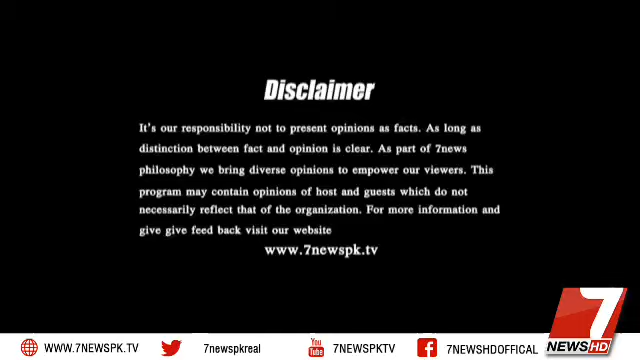 Disclaimer
It's our responsibility not to present opinions as facts. As long as
distinction between fact and opinion is clear. As part of 7news
philosophy we bring diverse opinions to empower our viewers. This
program may contain opinions of host and guests which do not
necessarily reflect that of the organization. For more information and
give give feed back visit our website
www.7newspk.tv
7
NEWS HD
WWW.7NEWSPK.TV 7newspkreal You Tube 7NEWSPKTV 7NEWSHDOFFICAL